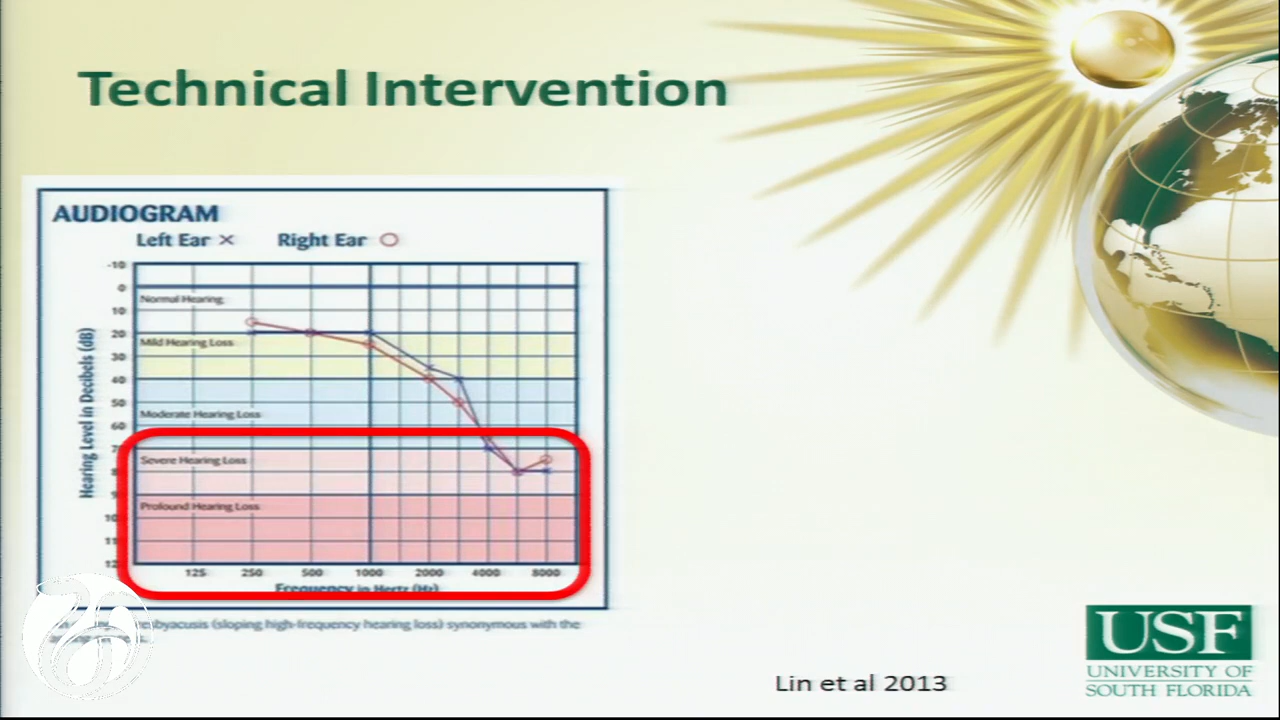 Technical Intervention
AUDIOGRAM
Left Ear × Right Ear ○
-10
0
10
20
30
40
50
60
Normal Hearing
Mild Hearing Loss
Moderate Hearing Loss
Severe Hearing Loss
Profound Hearing Loss
Hearing Level in Decibels (dB)
125 250 500 1000 2000 4000 8000
Frequency in Hertz (Hz)
(sloping high-frequency hearing loss) synonymous with the
Lin et al 2013
USF
UNIVERSITY OF
SOUTH FLORIDA